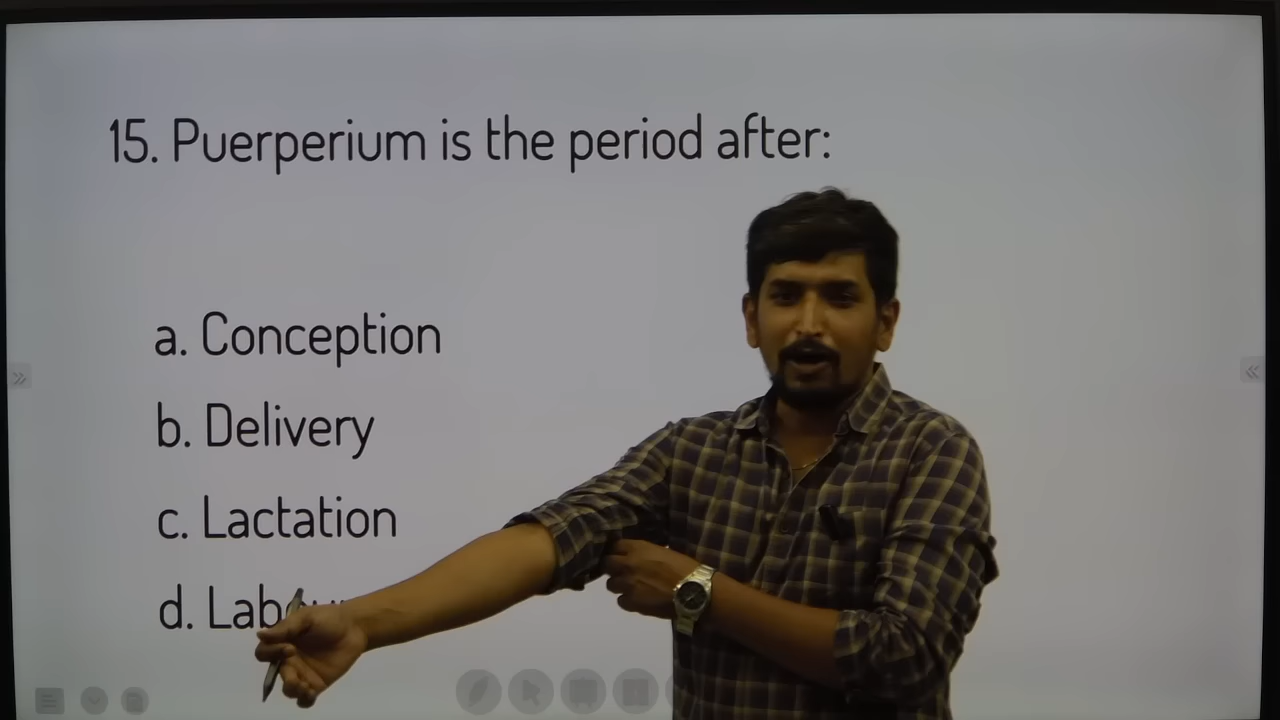 15. Puerperium is the period after:
a. Conception
b. Delivery
c. Lactation
d.